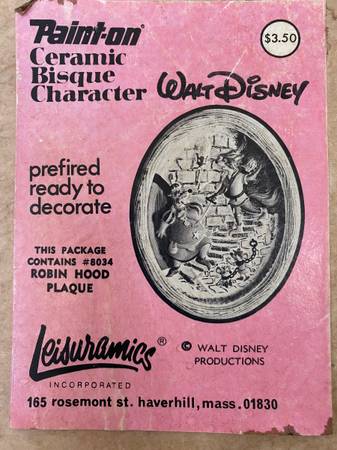 Paint-on®
$3.50
Ceramic
Bisque
Character
WALT DISNEY
prefired
ready to
decorate
THIS PACKAGE
CONTAINS #8034
ROBIN HOOD
PLAQUE
Leisuramics®
INCORPORATED
© WALT DISNEY
PRODUCTIONS
165 rosemont st. haverhill, mass. 01830